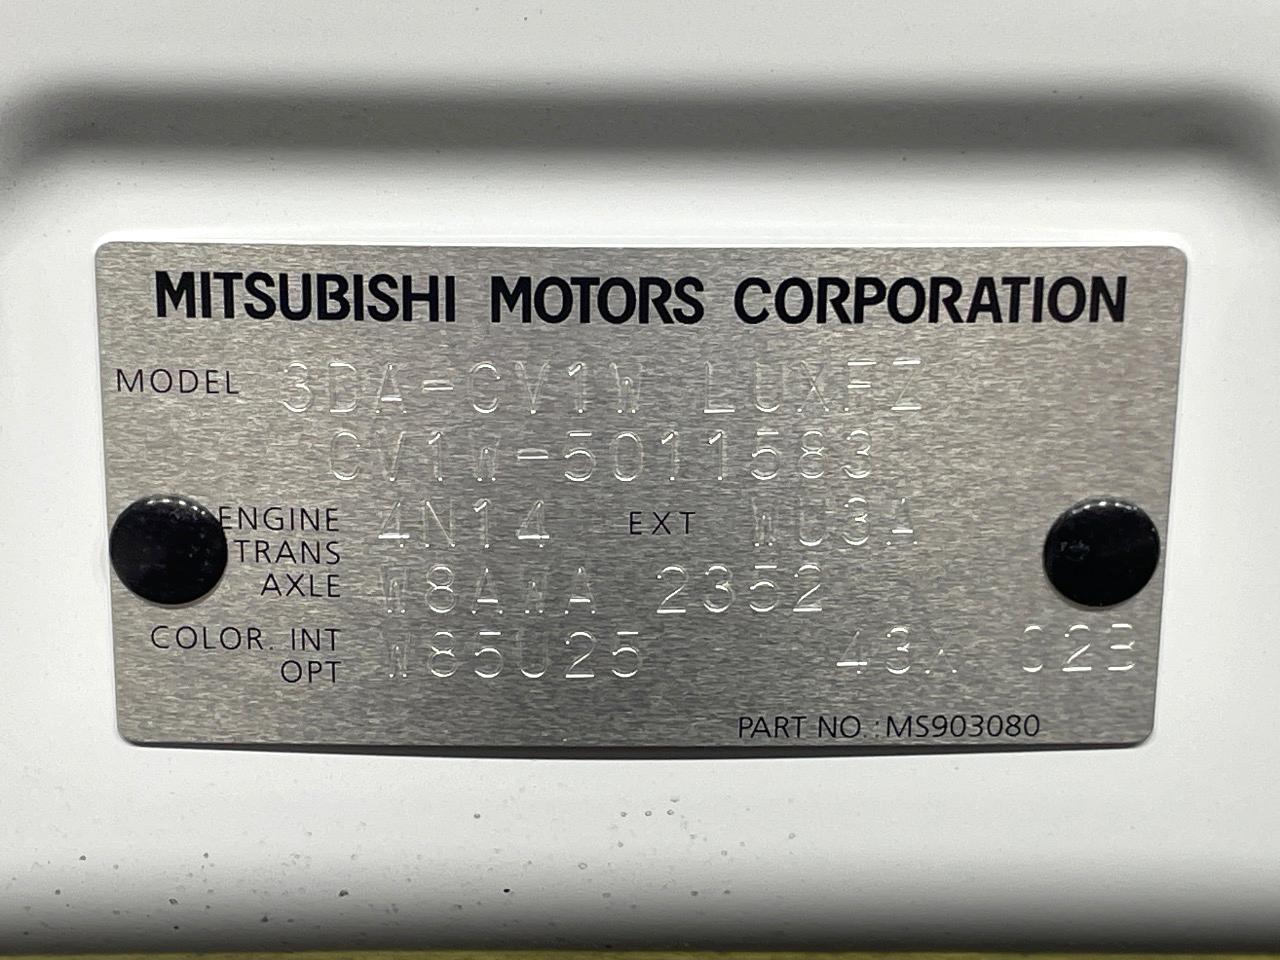 MITSUBISHI MOTORS CORPORATION
MODEL 3DA-CV1W LUXFZ
CV1W-5011583
ENGINE 4N14 EXT
TRANS
AXLE W8AWA 2352
COLOR. INT
OPT W85U25
PART NO : MS903080